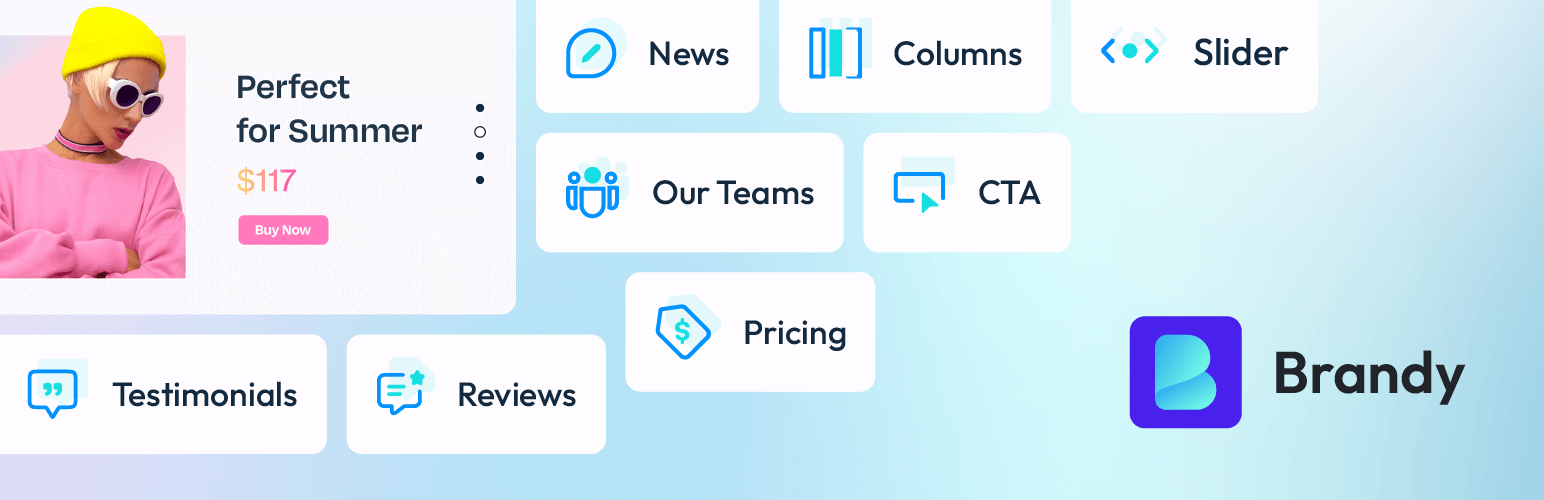 Perfect
for Summer
$117
Buy Now
News
Columns
Slider
Our Teams
CTA
Pricing
Testimonials
Reviews
Brandy